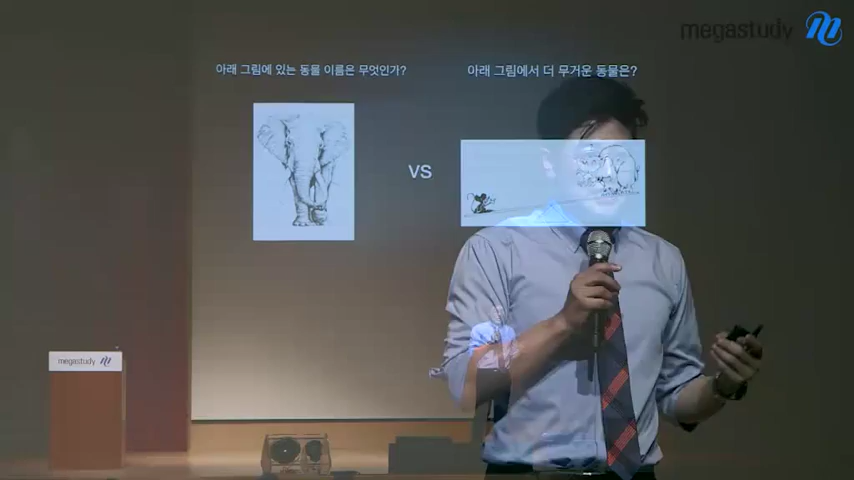 megastudy
아래 그림에 있는 동물 이름은 무엇인가?
아래 그림에서 더 무거운 동물은?
vs
megastudy